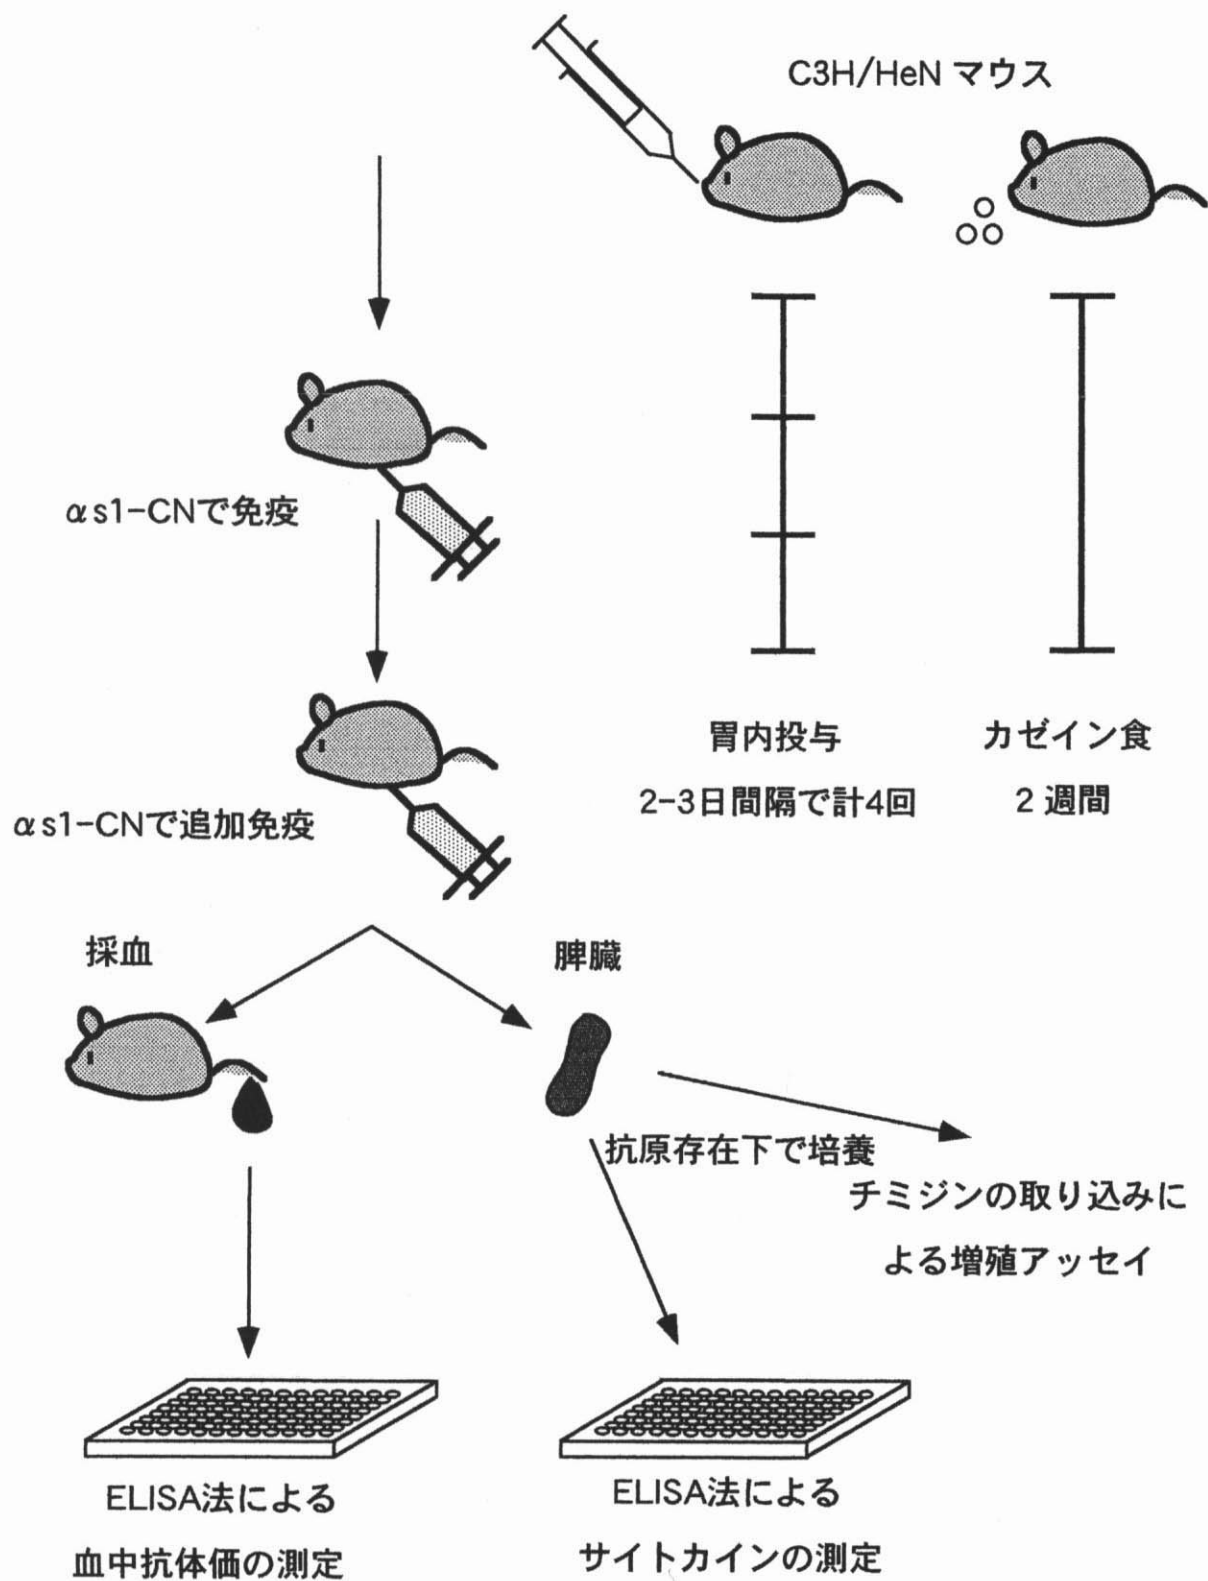 C3H/HeN マウス
αs1-CNで免疫
胃内投与
2-3日間隔で計4回
カゼイン食
2 週間
αs1-CNで追加免疫
採血
脾臓
抗原存在下で培養
チミジンの取り込みに
よる増殖アッセイ
ELISA法による
血中抗体価の測定
ELISA法による
サイトカインの測定